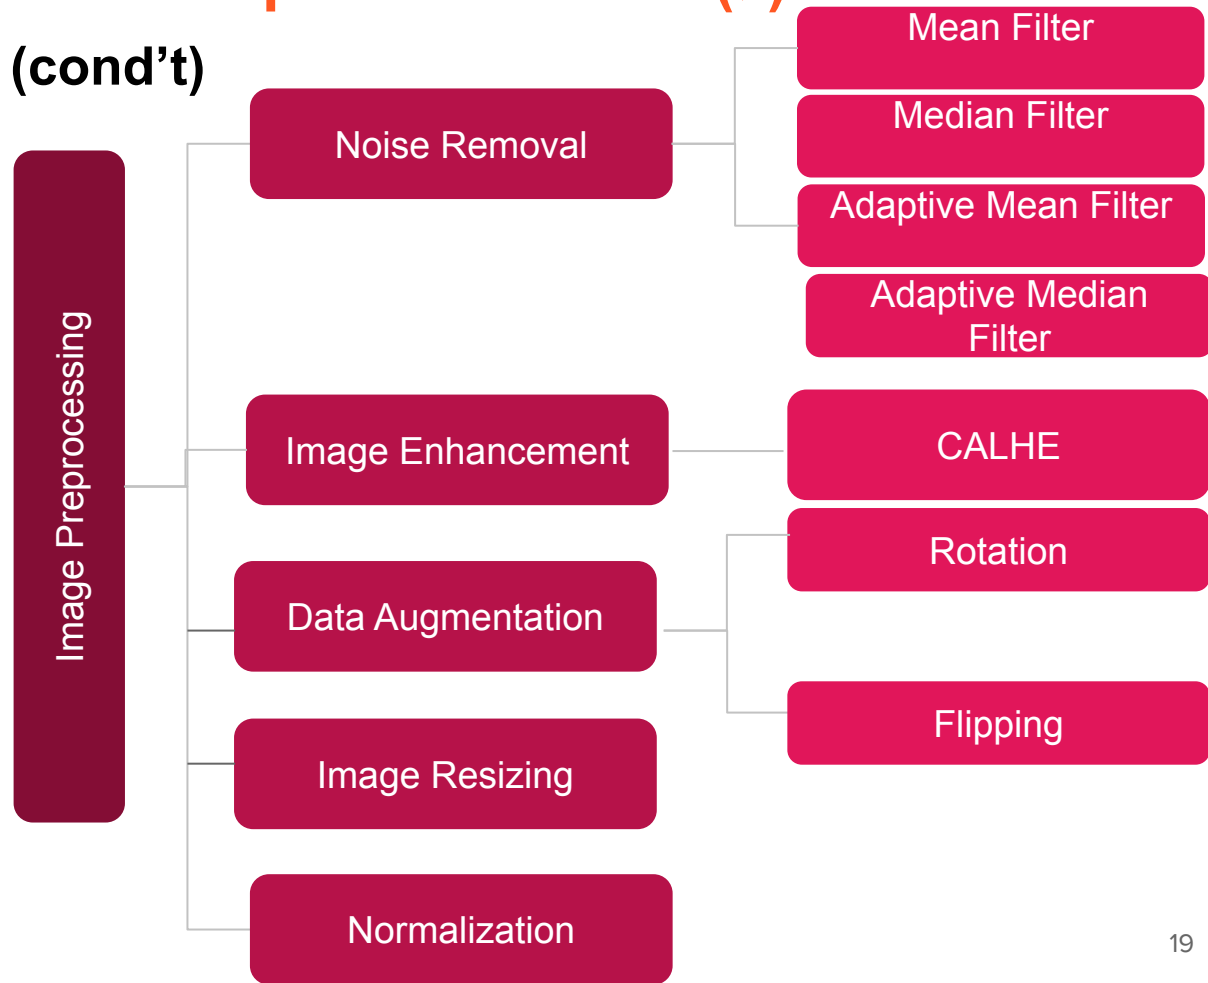 (cond’t)
Image Preprocessing
Noise Removal
Mean Filter
Median Filter
Adaptive Mean Filter
Adaptive Median
Filter
Image Enhancement
CALHE
Data Augmentation
Rotation
Flipping
Image Resizing
Normalization
19